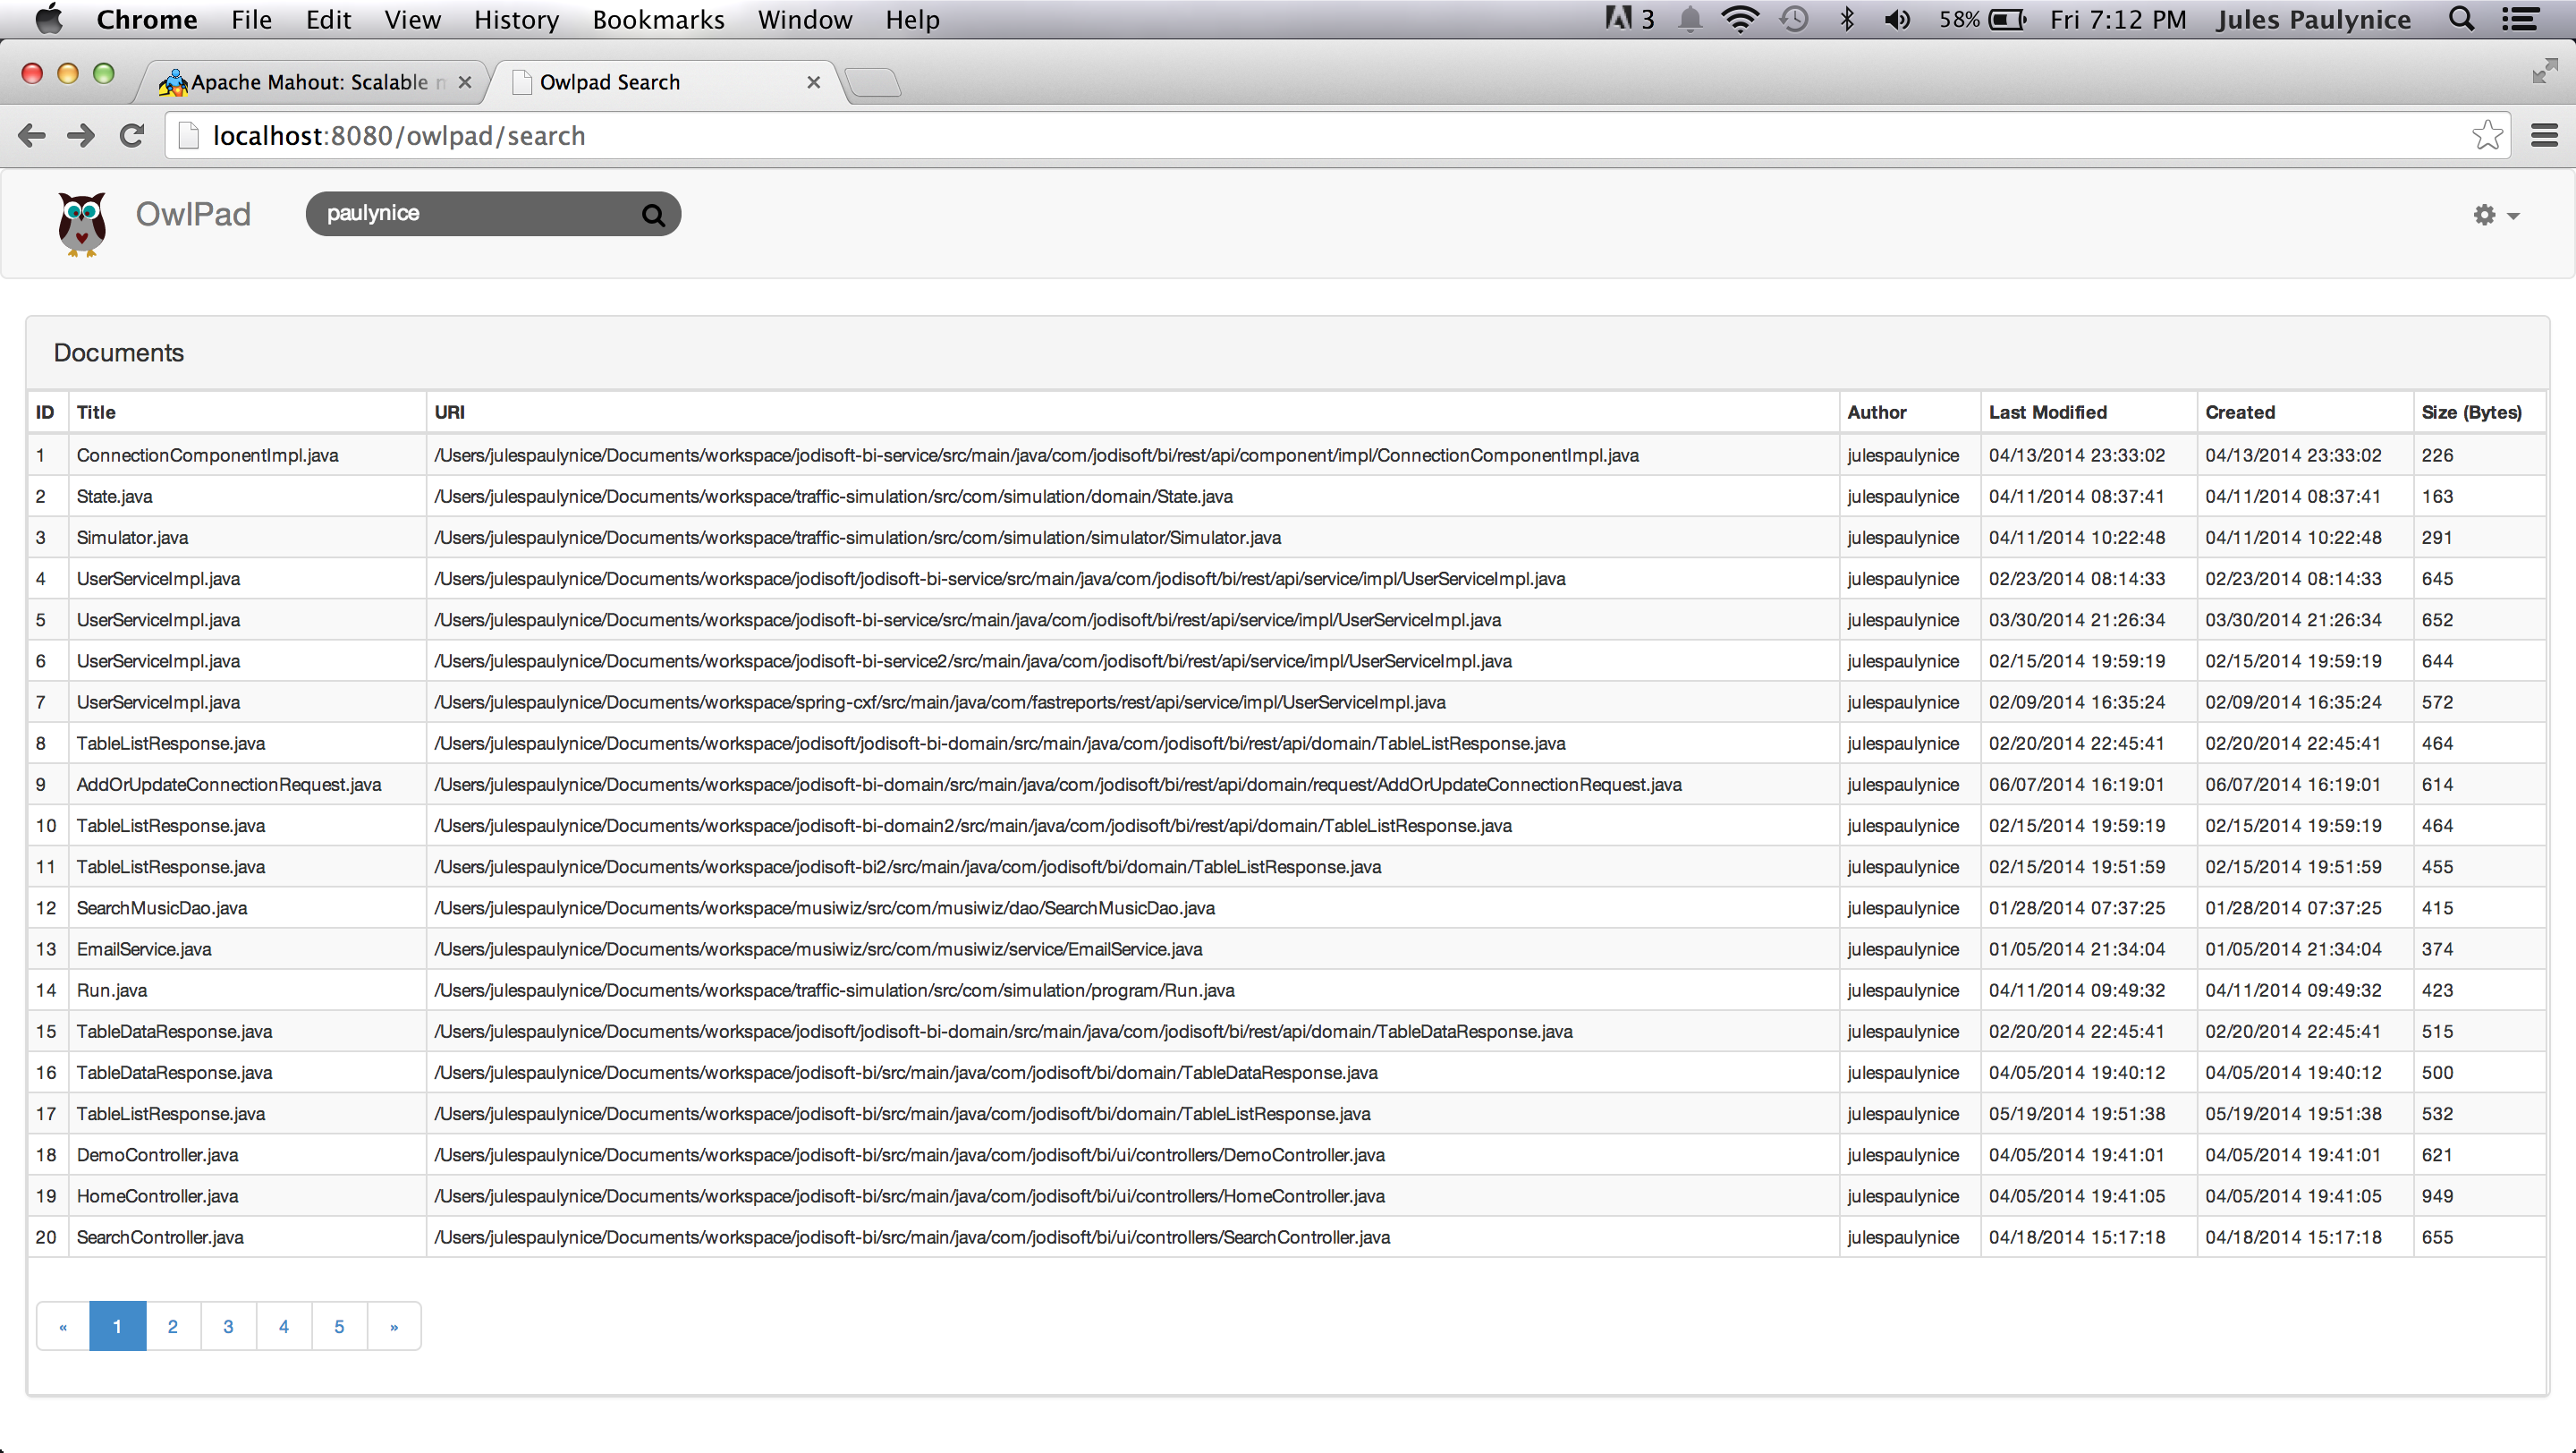 Chrome File Edit View History Bookmarks Window Help 3 58% Fri 7:12 PM Jules Paulynice
Apache Mahout: Scalable Owlpad Search
localhost:8080/owlpad/search
OwlPad paulynice
Documents
ID Title URI Author Last Modified Created Size (Bytes)
1 ConnectionComponentImpl.java /Users/julespaulynice/Documents/workspace/jodisoft-bi-service/src/main/java/com/jodisoft/bi/rest/api/component/impl/ConnectionComponentImpl.java julespaulynice 04/13/2014 23:33:02 04/13/2014 23:33:02 226
2 State.java /Users/julespaulynice/Documents/workspace/traffic-simulation/src/com/simulation/domain/State.java julespaulynice 04/11/2014 08:37:41 04/11/2014 08:37:41 163
3 Simulator.java /Users/julespaulynice/Documents/workspace/traffic-simulation/src/com/simulation/simulator/Simulator.java julespaulynice 04/11/2014 10:22:48 04/11/2014 10:22:48 291
4 UserServiceImpl.java /Users/julespaulynice/Documents/workspace/jodisoft/jodisoft-bi-service/src/main/java/com/jodisoft/bi/rest/api/service/impl/UserServiceImpl.java julespaulynice 02/23/2014 08:14:33 02/23/2014 08:14:33 645
5 UserServiceImpl.java /Users/julespaulynice/Documents/workspace/jodisoft-bi-service/src/main/java/com/jodisoft/bi/rest/api/service/impl/UserServiceImpl.java julespaulynice 03/30/2014 21:26:34 03/30/2014 21:26:34 652
6 UserServiceImpl.java /Users/julespaulynice/Documents/workspace/jodisoft-bi-service2/src/main/java/com/jodisoft/bi/rest/api/service/impl/UserServiceImpl.java julespaulynice 02/15/2014 19:59:19 02/15/2014 19:59:19 644
7 UserServiceImpl.java /Users/julespaulynice/Documents/workspace/spring-cxf/src/main/java/com/fastreports/rest/api/service/impl/UserServiceImpl.java julespaulynice 02/09/2014 16:35:24 02/09/2014 16:35:24 572
8 TableListResponse.java /Users/julespaulynice/Documents/workspace/jodisoft/jodisoft-bi-domain/src/main/java/com/jodisoft/bi/rest/api/domain/TableListResponse.java julespaulynice 02/20/2014 22:45:41 02/20/2014 22:45:41 464
9 AddOrUpdateConnectionRequest.java /Users/julespaulynice/Documents/workspace/jodisoft-bi-domain/src/main/java/com/jodisoft/bi/rest/api/domain/request/AddOrUpdateConnectionRequest.java julespaulynice 06/07/2014 16:19:01 06/07/2014 16:19:01 614
10 TableListResponse.java /Users/julespaulynice/Documents/workspace/jodisoft-bi-domain2/src/main/java/com/jodisoft/bi/rest/api/domain/TableListResponse.java julespaulynice 02/15/2014 19:59:19 02/15/2014 19:59:19 464
11 TableListResponse.java /Users/julespaulynice/Documents/workspace/jodisoft-bi2/src/main/java/com/jodisoft/bi/domain/TableListResponse.java julespaulynice 02/15/2014 19:51:59 02/15/2014 19:51:59 455
12 SearchMusicDao.java /Users/julespaulynice/Documents/workspace/musiwiz/src/com/musiwiz/dao/SearchMusicDao.java julespaulynice 01/28/2014 07:37:25 01/28/2014 07:37:25 415
13 EmailService.java /Users/julespaulynice/Documents/workspace/musiwiz/src/com/musiwiz/service/EmailService.java julespaulynice 01/05/2014 21:34:04 01/05/2014 21:34:04 374
14 Run.java /Users/julespaulynice/Documents/workspace/traffic-simulation/src/com/simulation/program/Run.java julespaulynice 04/11/2014 09:49:32 04/11/2014 09:49:32 423
15 TableDataResponse.java /Users/julespaulynice/Documents/workspace/jodisoft/jodisoft-bi-domain/src/main/java/com/jodisoft/bi/rest/api/domain/TableDataResponse.java julespaulynice 02/20/2014 22:45:41 02/20/2014 22:45:41 515
16 TableDataResponse.java /Users/julespaulynice/Documents/workspace/jodisoft-bi/src/main/java/com/jodisoft/bi/domain/TableDataResponse.java julespaulynice 04/05/2014 19:40:12 04/05/2014 19:40:12 500
17 TableListResponse.java /Users/julespaulynice/Documents/workspace/jodisoft-bi/src/main/java/com/jodisoft/bi/domain/TableListResponse.java julespaulynice 05/19/2014 19:51:38 05/19/2014 19:51:38 532
18 DemoController.java /Users/julespaulynice/Documents/workspace/jodisoft-bi/src/main/java/com/jodisoft/bi/ui/controllers/DemoController.java julespaulynice 04/05/2014 19:41:01 04/05/2014 19:41:01 621
19 HomeController.java /Users/julespaulynice/Documents/workspace/jodisoft-bi/src/main/java/com/jodisoft/bi/ui/controllers/HomeController.java julespaulynice 04/05/2014 19:41:05 04/05/2014 19:41:05 949
20 SearchController.java /Users/julespaulynice/Documents/workspace/jodisoft-bi/src/main/java/com/jodisoft/bi/ui/controllers/SearchController.java julespaulynice 04/18/2014 15:17:18 04/18/2014 15:17:18 655
« 1 2 3 4 5 »